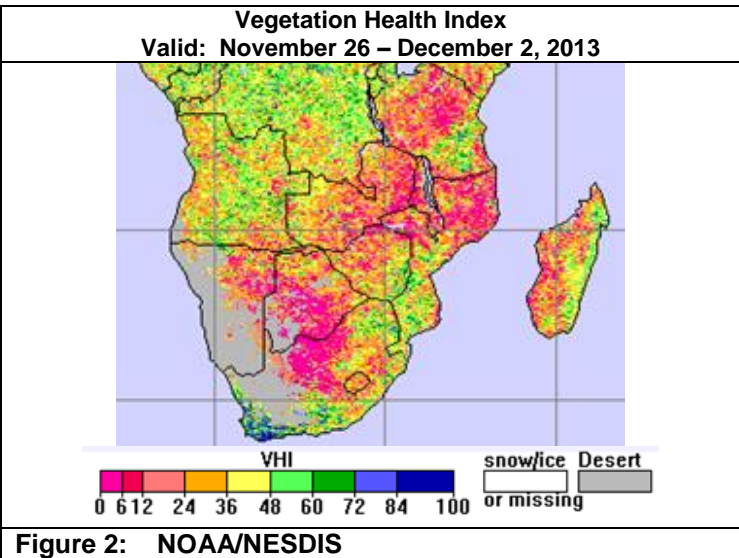 Vegetation Health Index
Valid: November 26 – December 2, 2013
VHI
snow/ice Desert
0 6 12 24 36 48 60 72 84 100 or missing
Figure 2: NOAA/NESDIS